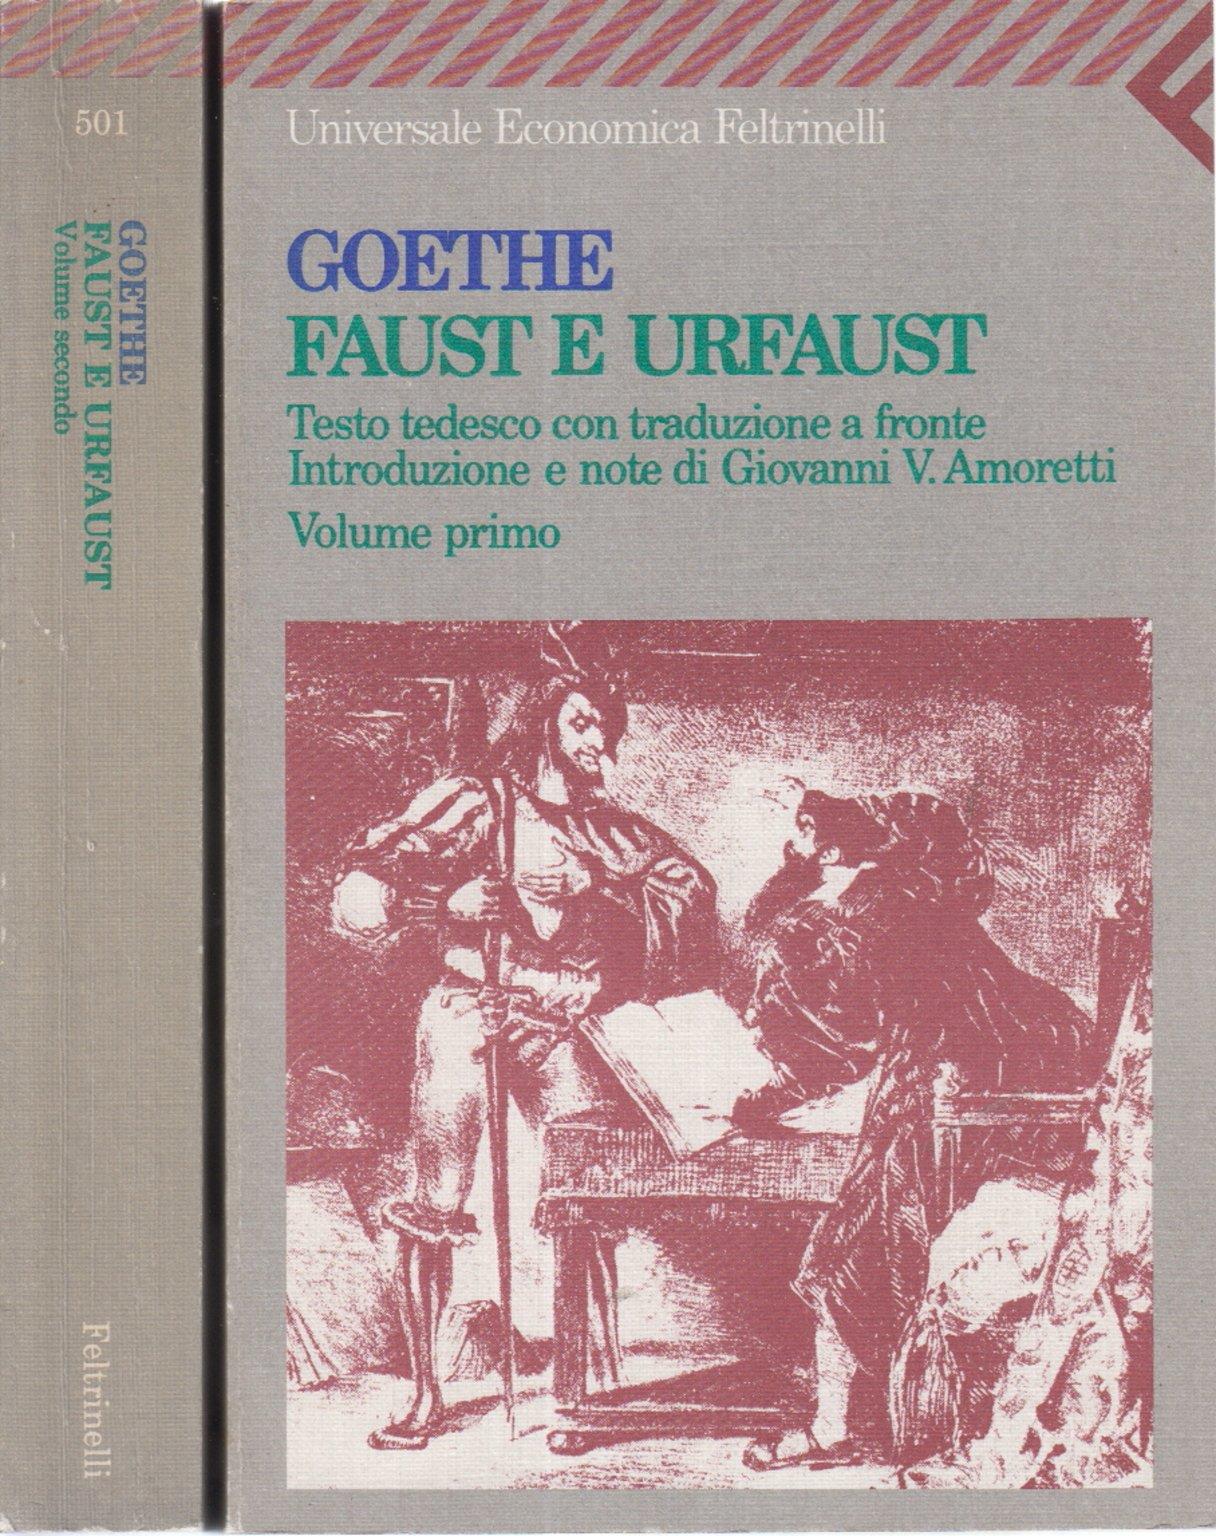 501
GOETHE
FAUST E URFAUST
Volume secondo
Feltrinelli
Universale Economica Feltrinelli
GOETHE
FAUST E URFAUST
Testo tedesco con traduzione a fronte
Introduzione e note di Giovanni V. Amoretti
Volume primo